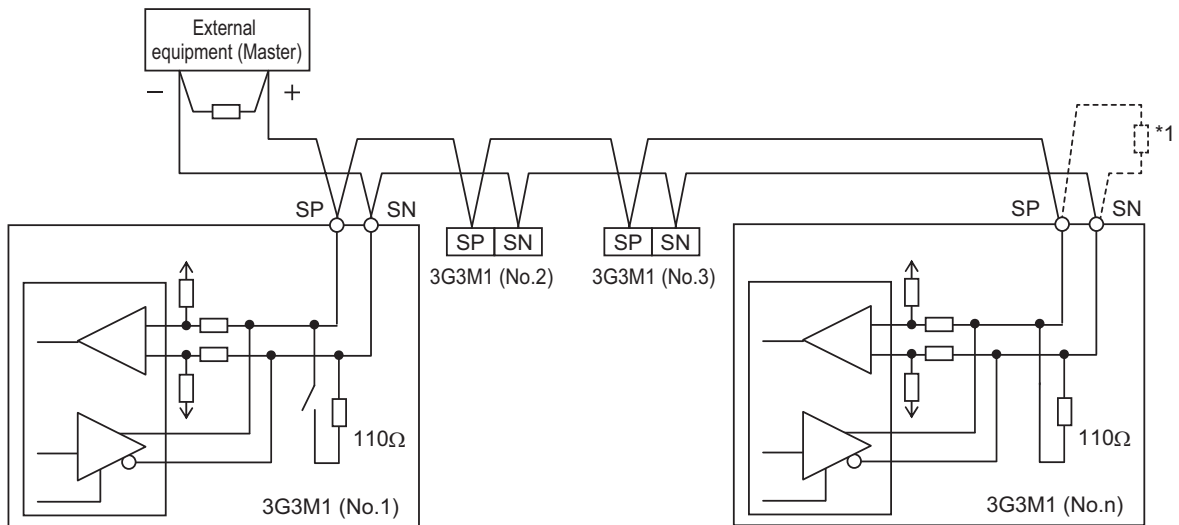 External
equipment (Master)
− +
*1
SP SN
SP SN
SP SN
SP SN
3G3M1 (No.2)
3G3M1 (No.3)
110Ω
110Ω
3G3M1 (No.1)
3G3M1 (No.n)